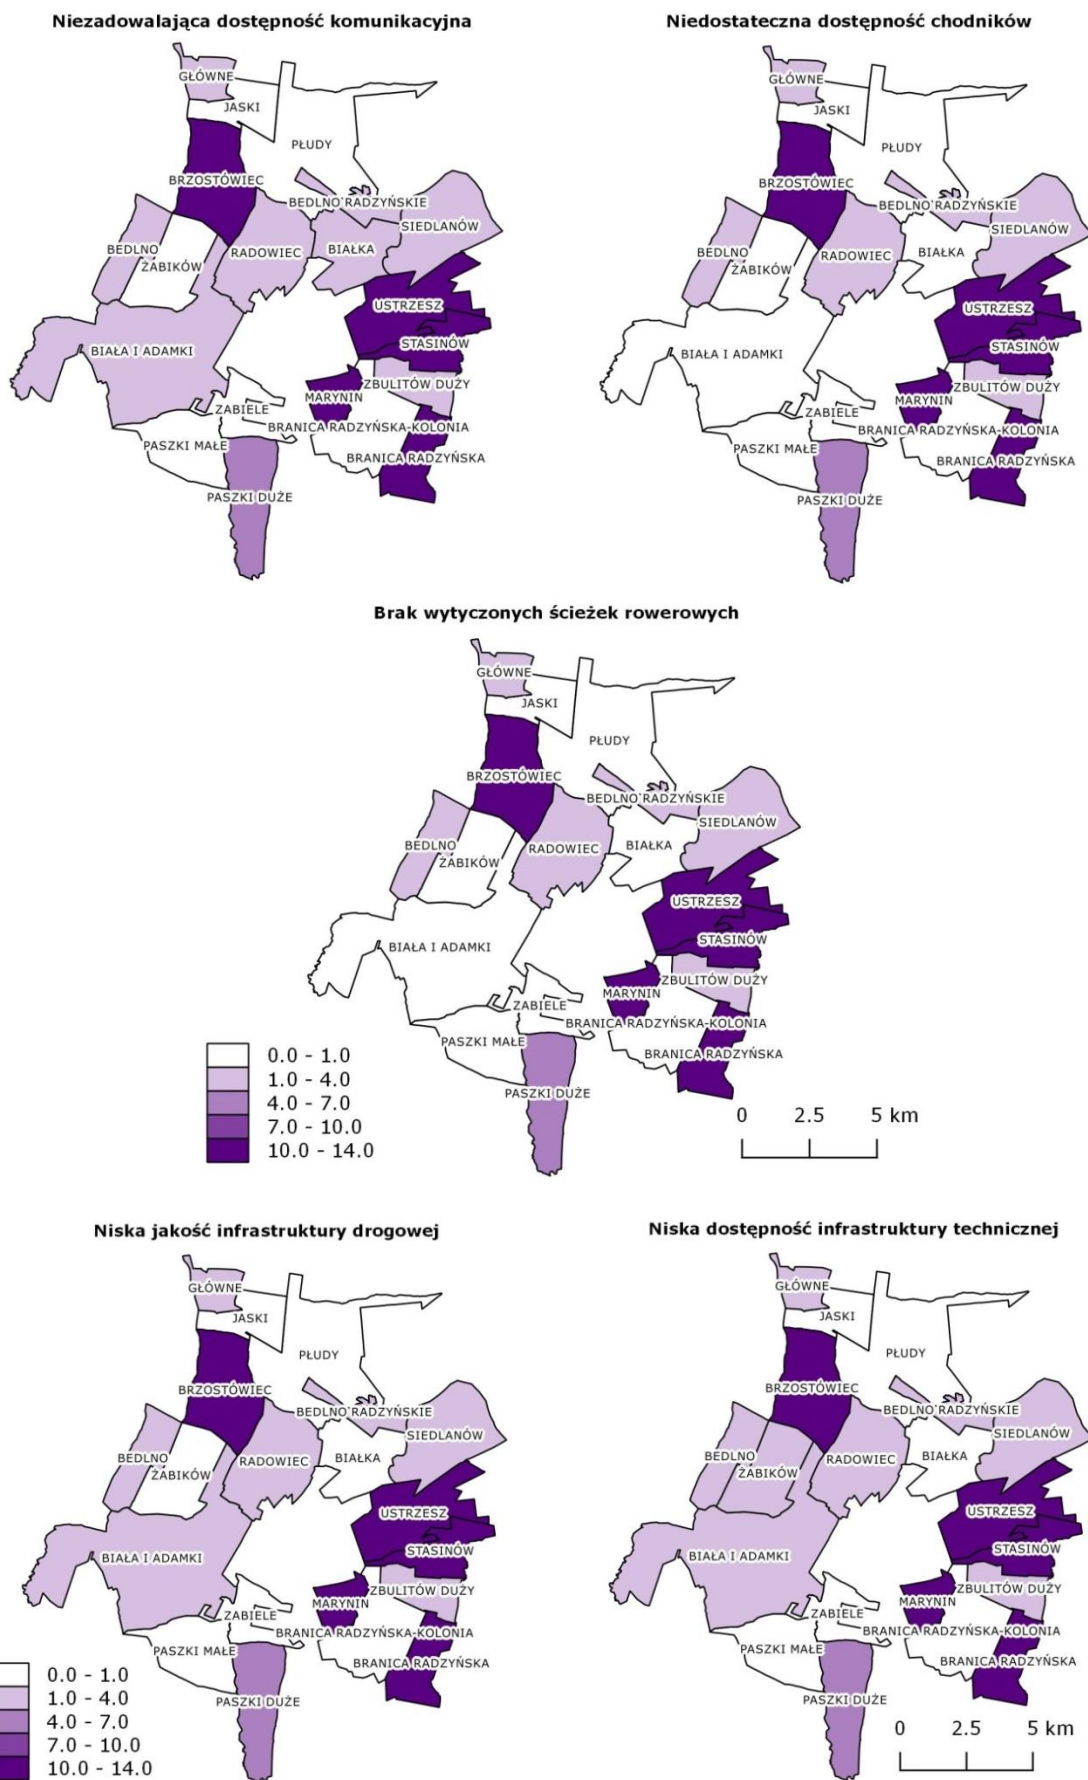 Niezadowalająca dostępność komunikacyjna
GŁÓWNE
JASKI
PŁUDY
BRZOSTÓWIEC
BEDLNO RADZYŃSKIE
SIEDLANÓW
BEDLNO
ŻABIKÓW
RADOWIEC
BIAŁKA
USTRZESZ
STASINÓW
BIAŁA I ADAMKI
ZBULITÓW DUŻY
MARYNIN
ZABIELE
BRANICA RADZYŃSKA-KOLONIA
PASZKI MAŁE
BRANICA RADZYŃSKA
PASZKI DUŻE
Niedostateczna dostępność chodników
GŁÓWNE
JASKI
PŁUDY
BRZOSTÓWIEC
BEDLNO RADZYŃSKIE
SIEDLANÓW
BEDLNO
ŻABIKÓW
RADOWIEC
BIAŁKA
USTRZESZ
STASINÓW
BIAŁA I ADAMKI
ZBULITÓW DUŻY
MARYNIN
ZABIELE
BRANICA RADZYŃSKA-KOLONIA
PASZKI MAŁE
BRANICA RADZYŃSKA
PASZKI DUŻE
Brak wytyczonych ścieżek rowerowych
GŁÓWNE
JASKI
PŁUDY
BRZOSTÓWIEC
BEDLNO RADZYŃSKIE
SIEDLANÓW
BEDLNO
ŻABIKÓW
RADOWIEC
BIAŁKA
USTRZESZ
STASINÓW
BIAŁA I ADAMKI
ZBULITÓW DUŻY
MARYNIN
ZABIELE
BRANICA RADZYŃSKA-KOLONIA
PASZKI MAŁE
BRANICA RADZYŃSKA
PASZKI DUŻE
0.0 - 1.0
1.0 - 4.0
4.0 - 7.0
7.0 - 10.0
10.0 - 14.0
0 2.5 5 km
Niska jakość infrastruktury drogowej
GŁÓWNE
JASKI
PŁUDY
BRZOSTÓWIEC
BEDLNO RADZYŃSKIE
SIEDLANÓW
BEDLNO
ŻABIKÓW
RADOWIEC
BIAŁKA
USTRZESZ
STASINÓW
BIAŁA I ADAMKI
ZBULITÓW DUŻY
MARYNIN
ZABIELE
BRANICA RADZYŃSKA-KOLONIA
PASZKI MAŁE
BRANICA RADZYŃSKA
PASZKI DUŻE
0.0 - 1.0
1.0 - 4.0
4.0 - 7.0
7.0 - 10.0
10.0 - 14.0
Niska dostępność infrastruktury technicznej
GŁÓWNE
JASKI
PŁUDY
BRZOSTÓWIEC
BEDLNO RADZYŃSKIE
SIEDLANÓW
BEDLNO
ŻABIKÓW
RADOWIEC
BIAŁKA
USTRZESZ
STASINÓW
BIAŁA I ADAMKI
ZBULITÓW DUŻY
MARYNIN
ZABIELE
BRANICA RADZYŃSKA-KOLONIA
PASZKI MAŁE
BRANICA RADZYŃSKA
PASZKI DUŻE
0 2.5 5 km